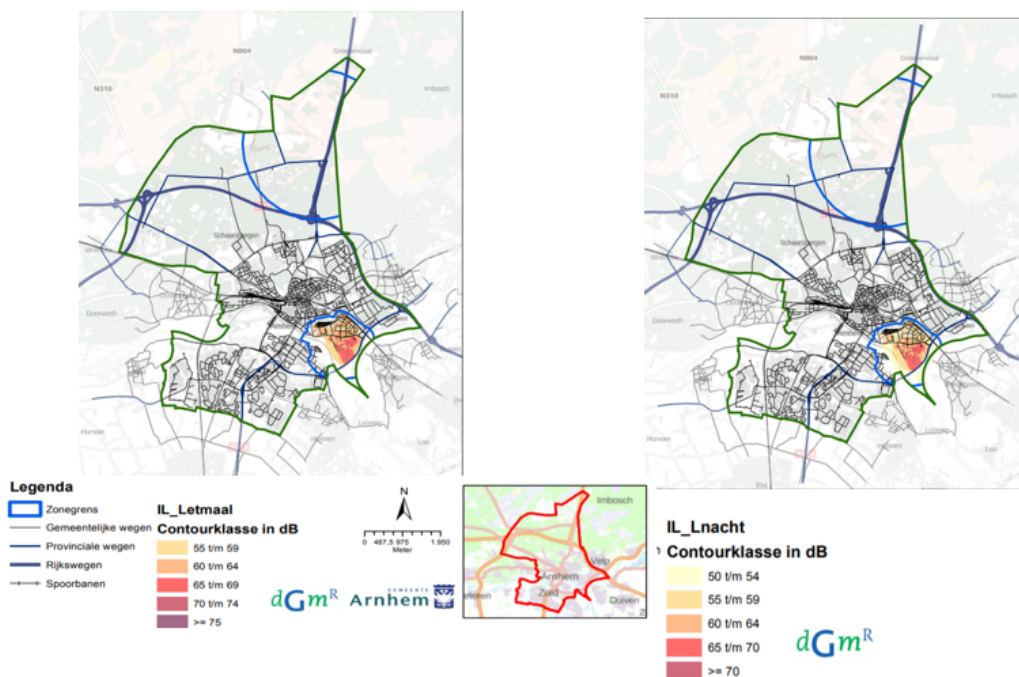 N804
Groenendaal
N310
Imbosch
Schaarsbergen
Doorwerth
Loo
N804
Groenendaal
N310
Imbosch
Schaarsbergen
Doorwerth
Elst
Loo
Legenda
Zonegrens
Gemeentelijke wegen
Provinciale wegen
Rijkswegen
Spoorbanen
IL_Letmaal
Contourklasse in dB
55 t/m 59
60 t/m 64
65 t/m 69
70 t/m 74
>= 75
N
0 487,5 975 1.950
Meter
dGmR
GEMEENTE
Arnhem
Imbosch
Velp
Arnhem
Zuid
Duiven
eteren
Z
IL_Lnacht
Contourklasse in dB
50 t/m 54
55 t/m 59
60 t/m 64
65 t/m 70
>= 70
dGmR